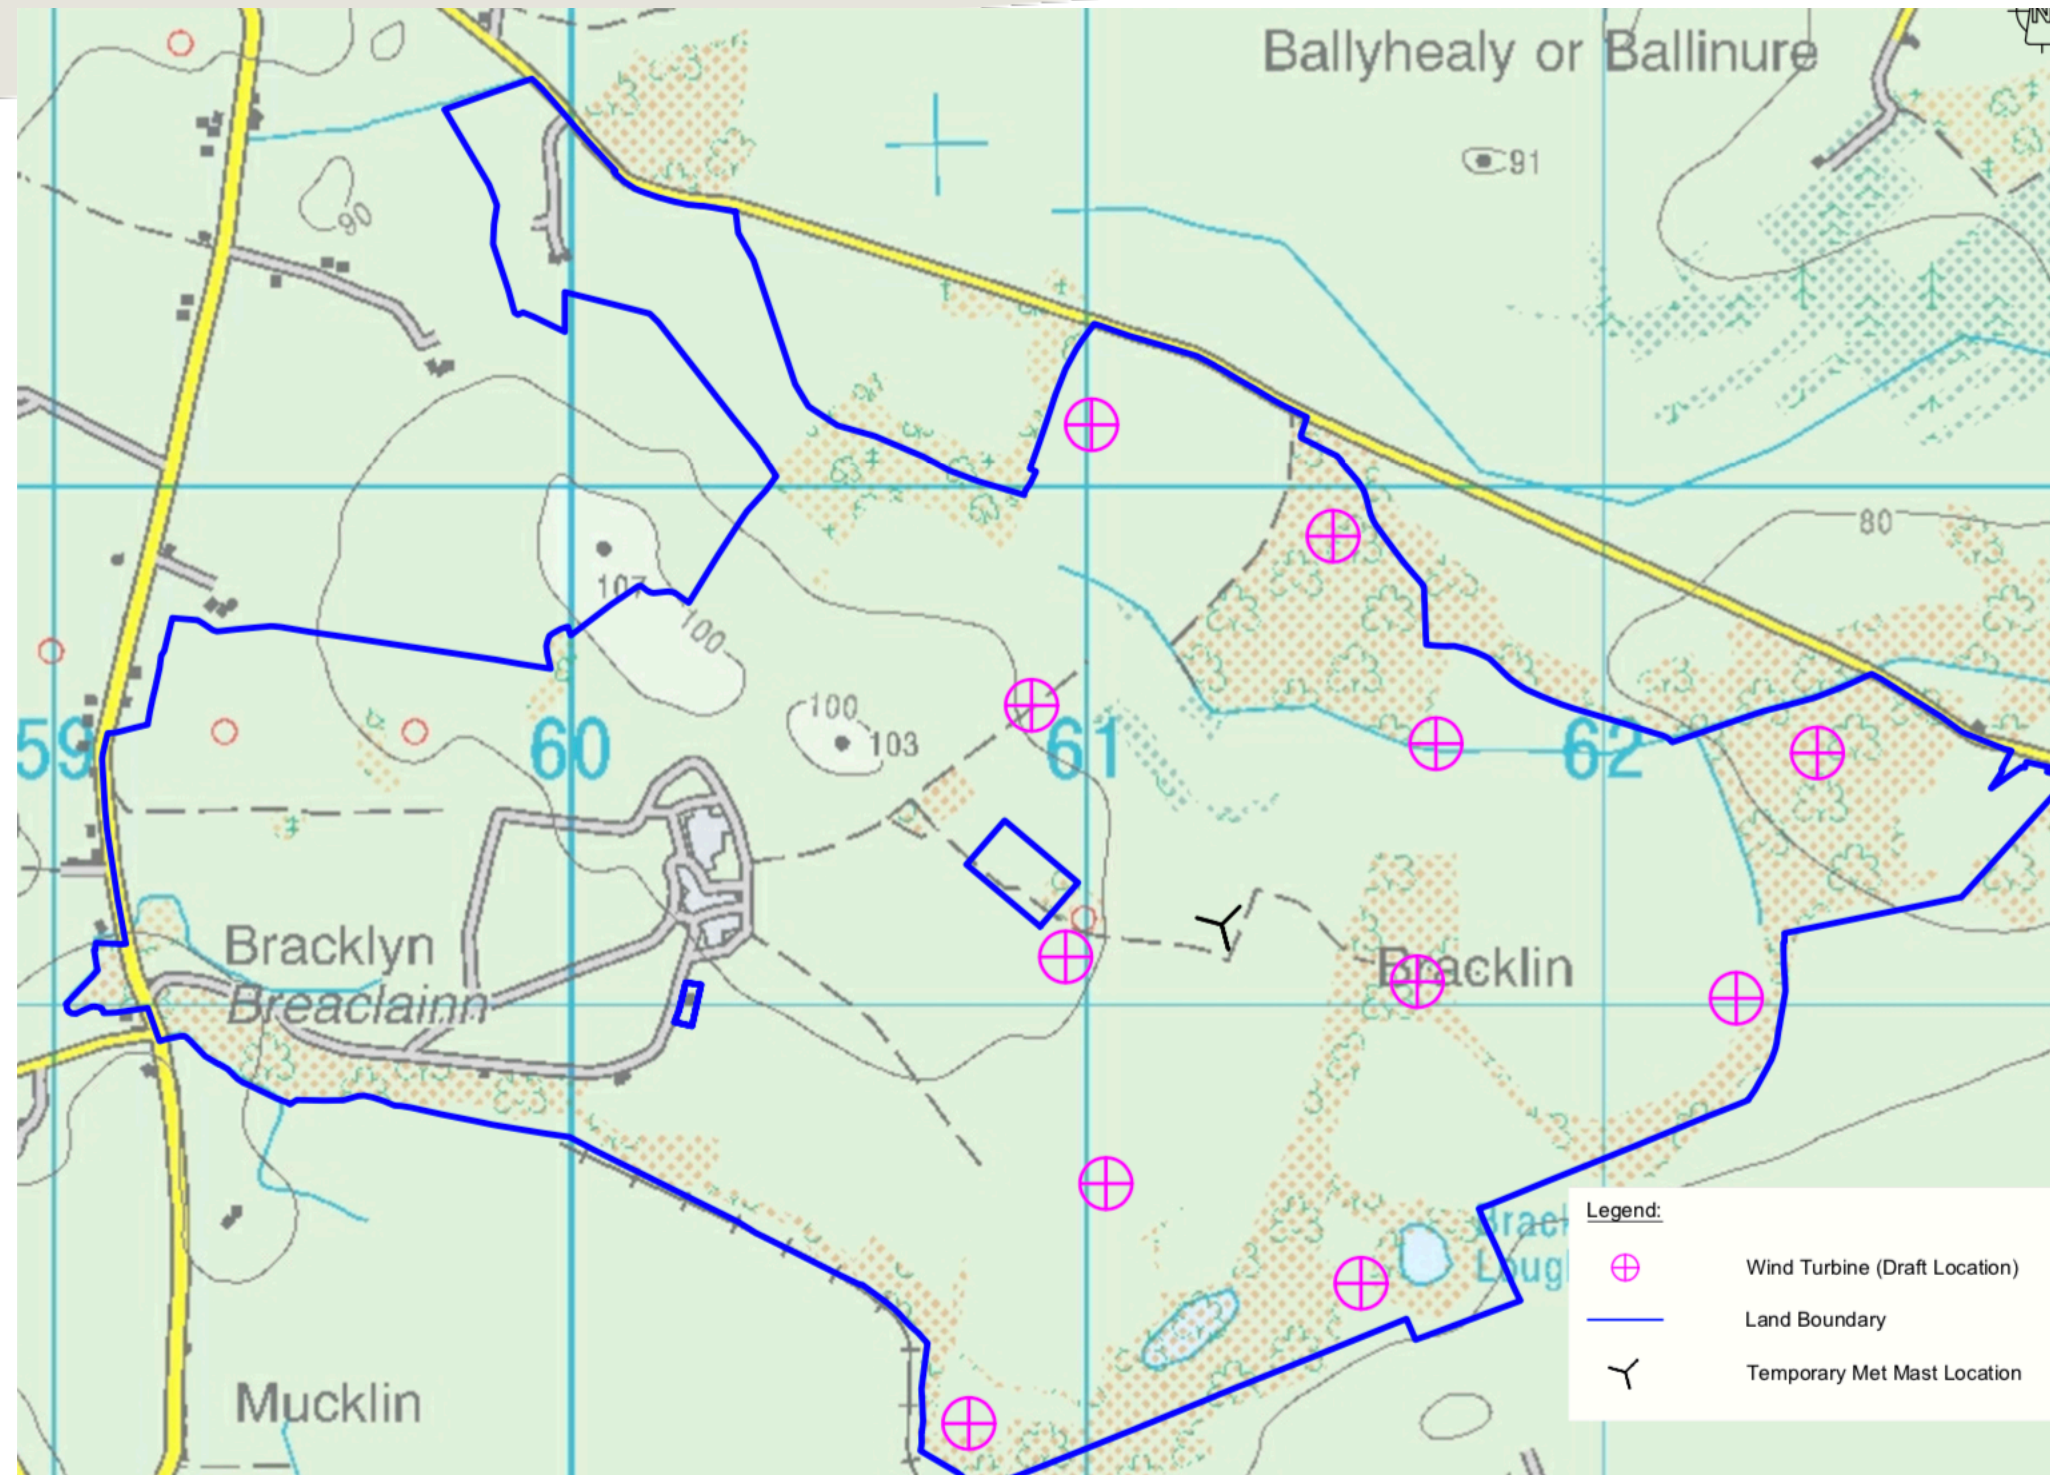 N
Ballyhealy or Ballinure
91
90
80
107
100
100
103
59
60
61
62
Bracklyn
Breaclainn
Bracklin
Legend:
Wind Turbine (Draft Location)
Land Boundary
Temporary Met Mast Location
Mucklin